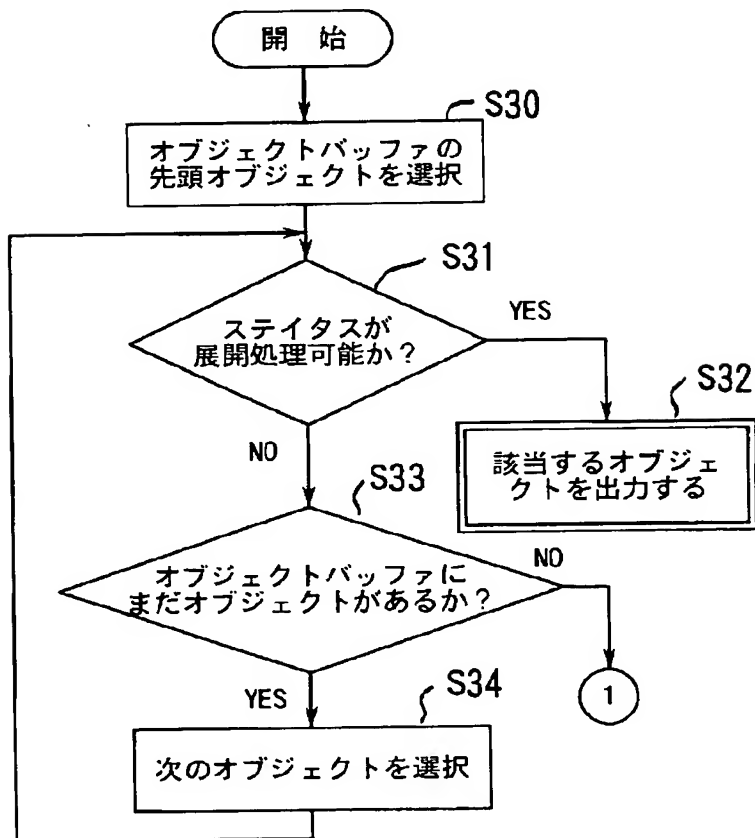 開 始
S30
オブジェクトバッファの
先頭オブジェクトを選択
S31
ステイタスが
展開処理可能か?
YES
S32
該当するオブジェ
クトを出力する
NO
S33
オブジェクトバッファに
まだオブジェクトがあるか?
NO
1
YES
S34
次のオブジェクトを選択